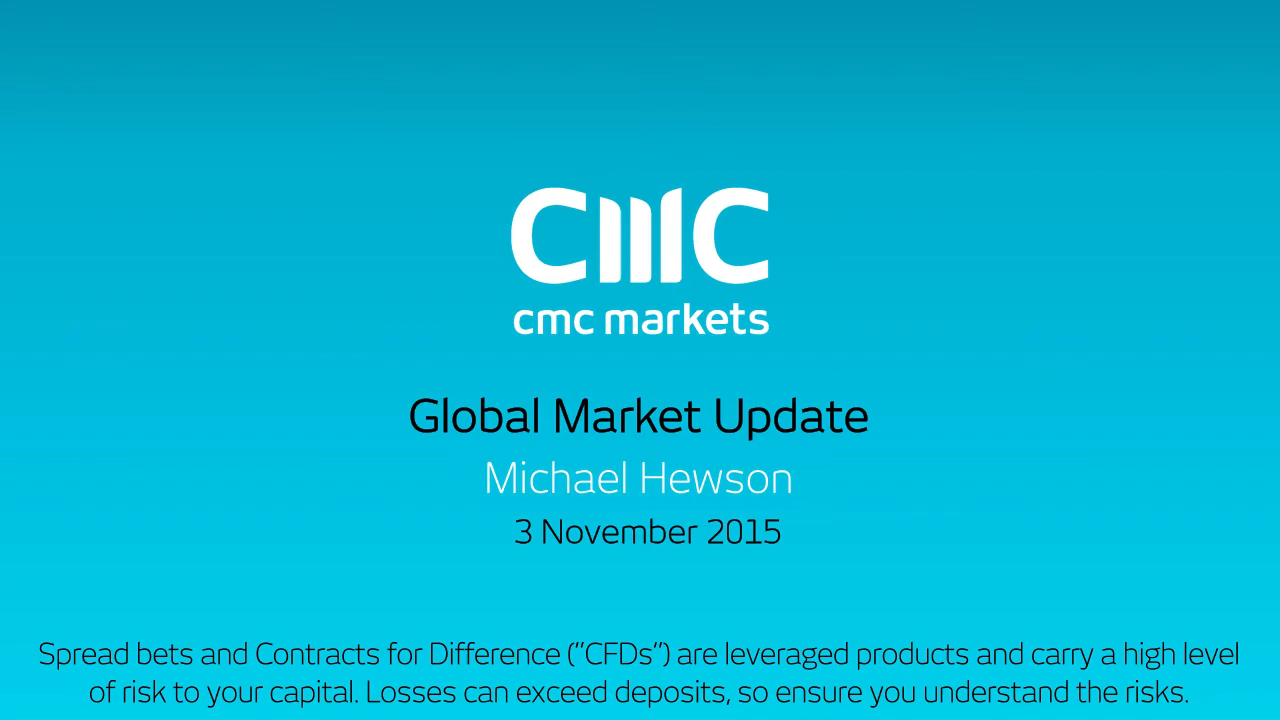 CMC
cmc markets
Global Market Update
Michael Hewson
3 November 2015
Spread bets and Contracts for Difference (“CFDs”) are leveraged products and carry a high level
of risk to your capital. Losses can exceed deposits, so ensure you understand the risks.